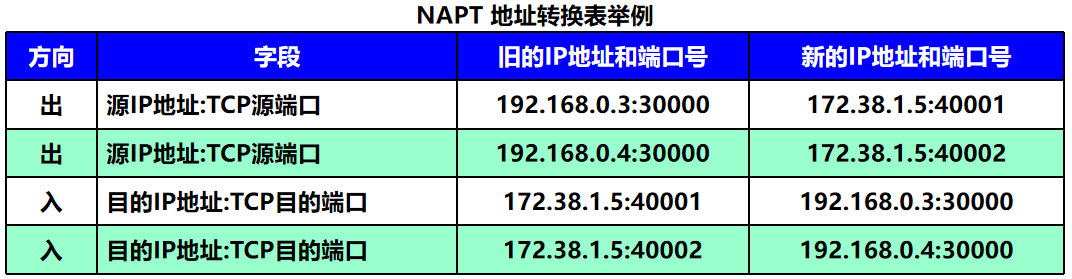 NAPT 地址转换表举例
方向 字段 旧的IP地址和端口号 新的IP地址和端口号
出 源IP地址:TCP源端口 192.168.0.3:30000 172.38.1.5:40001
出 源IP地址:TCP源端口 192.168.0.4:30000 172.38.1.5:40002
入 目的IP地址:TCP目的端口 172.38.1.5:40001 192.168.0.3:30000
入 目的IP地址:TCP目的端口 172.38.1.5:40002 192.168.0.4:30000